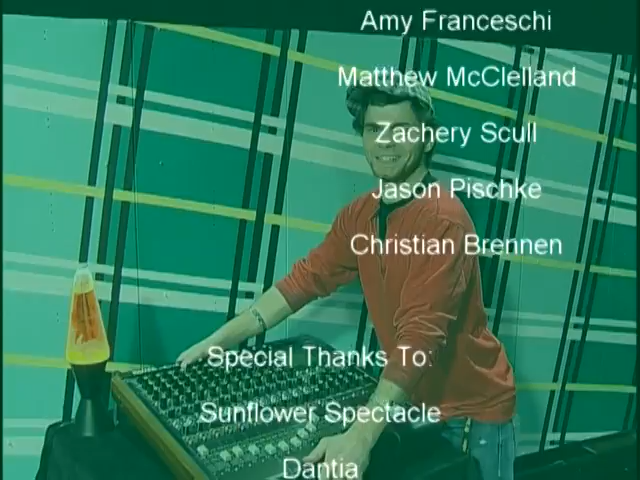 Amy Franceschi
Matthew McClelland
Zachery Scull
Jason Pischke
Christian Brennen
Special Thanks To:
Sunflower Spectacle
Dantia